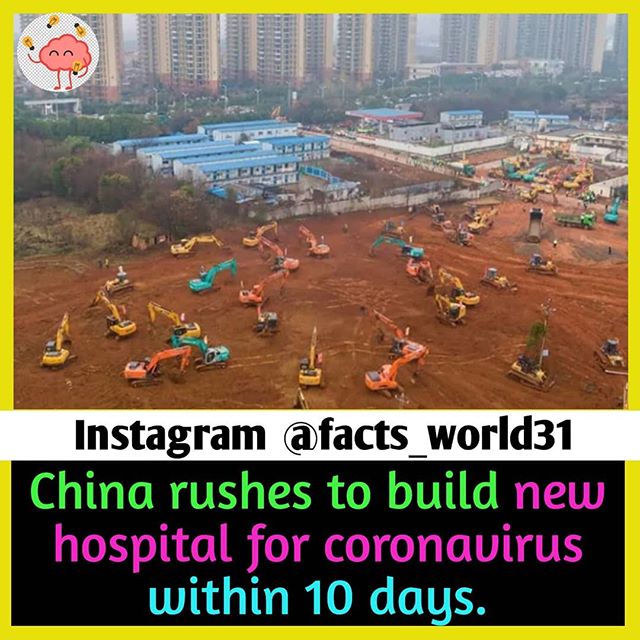 Instagram @facts_world31
China rushes to build new
hospital for coronavirus
within 10 days.